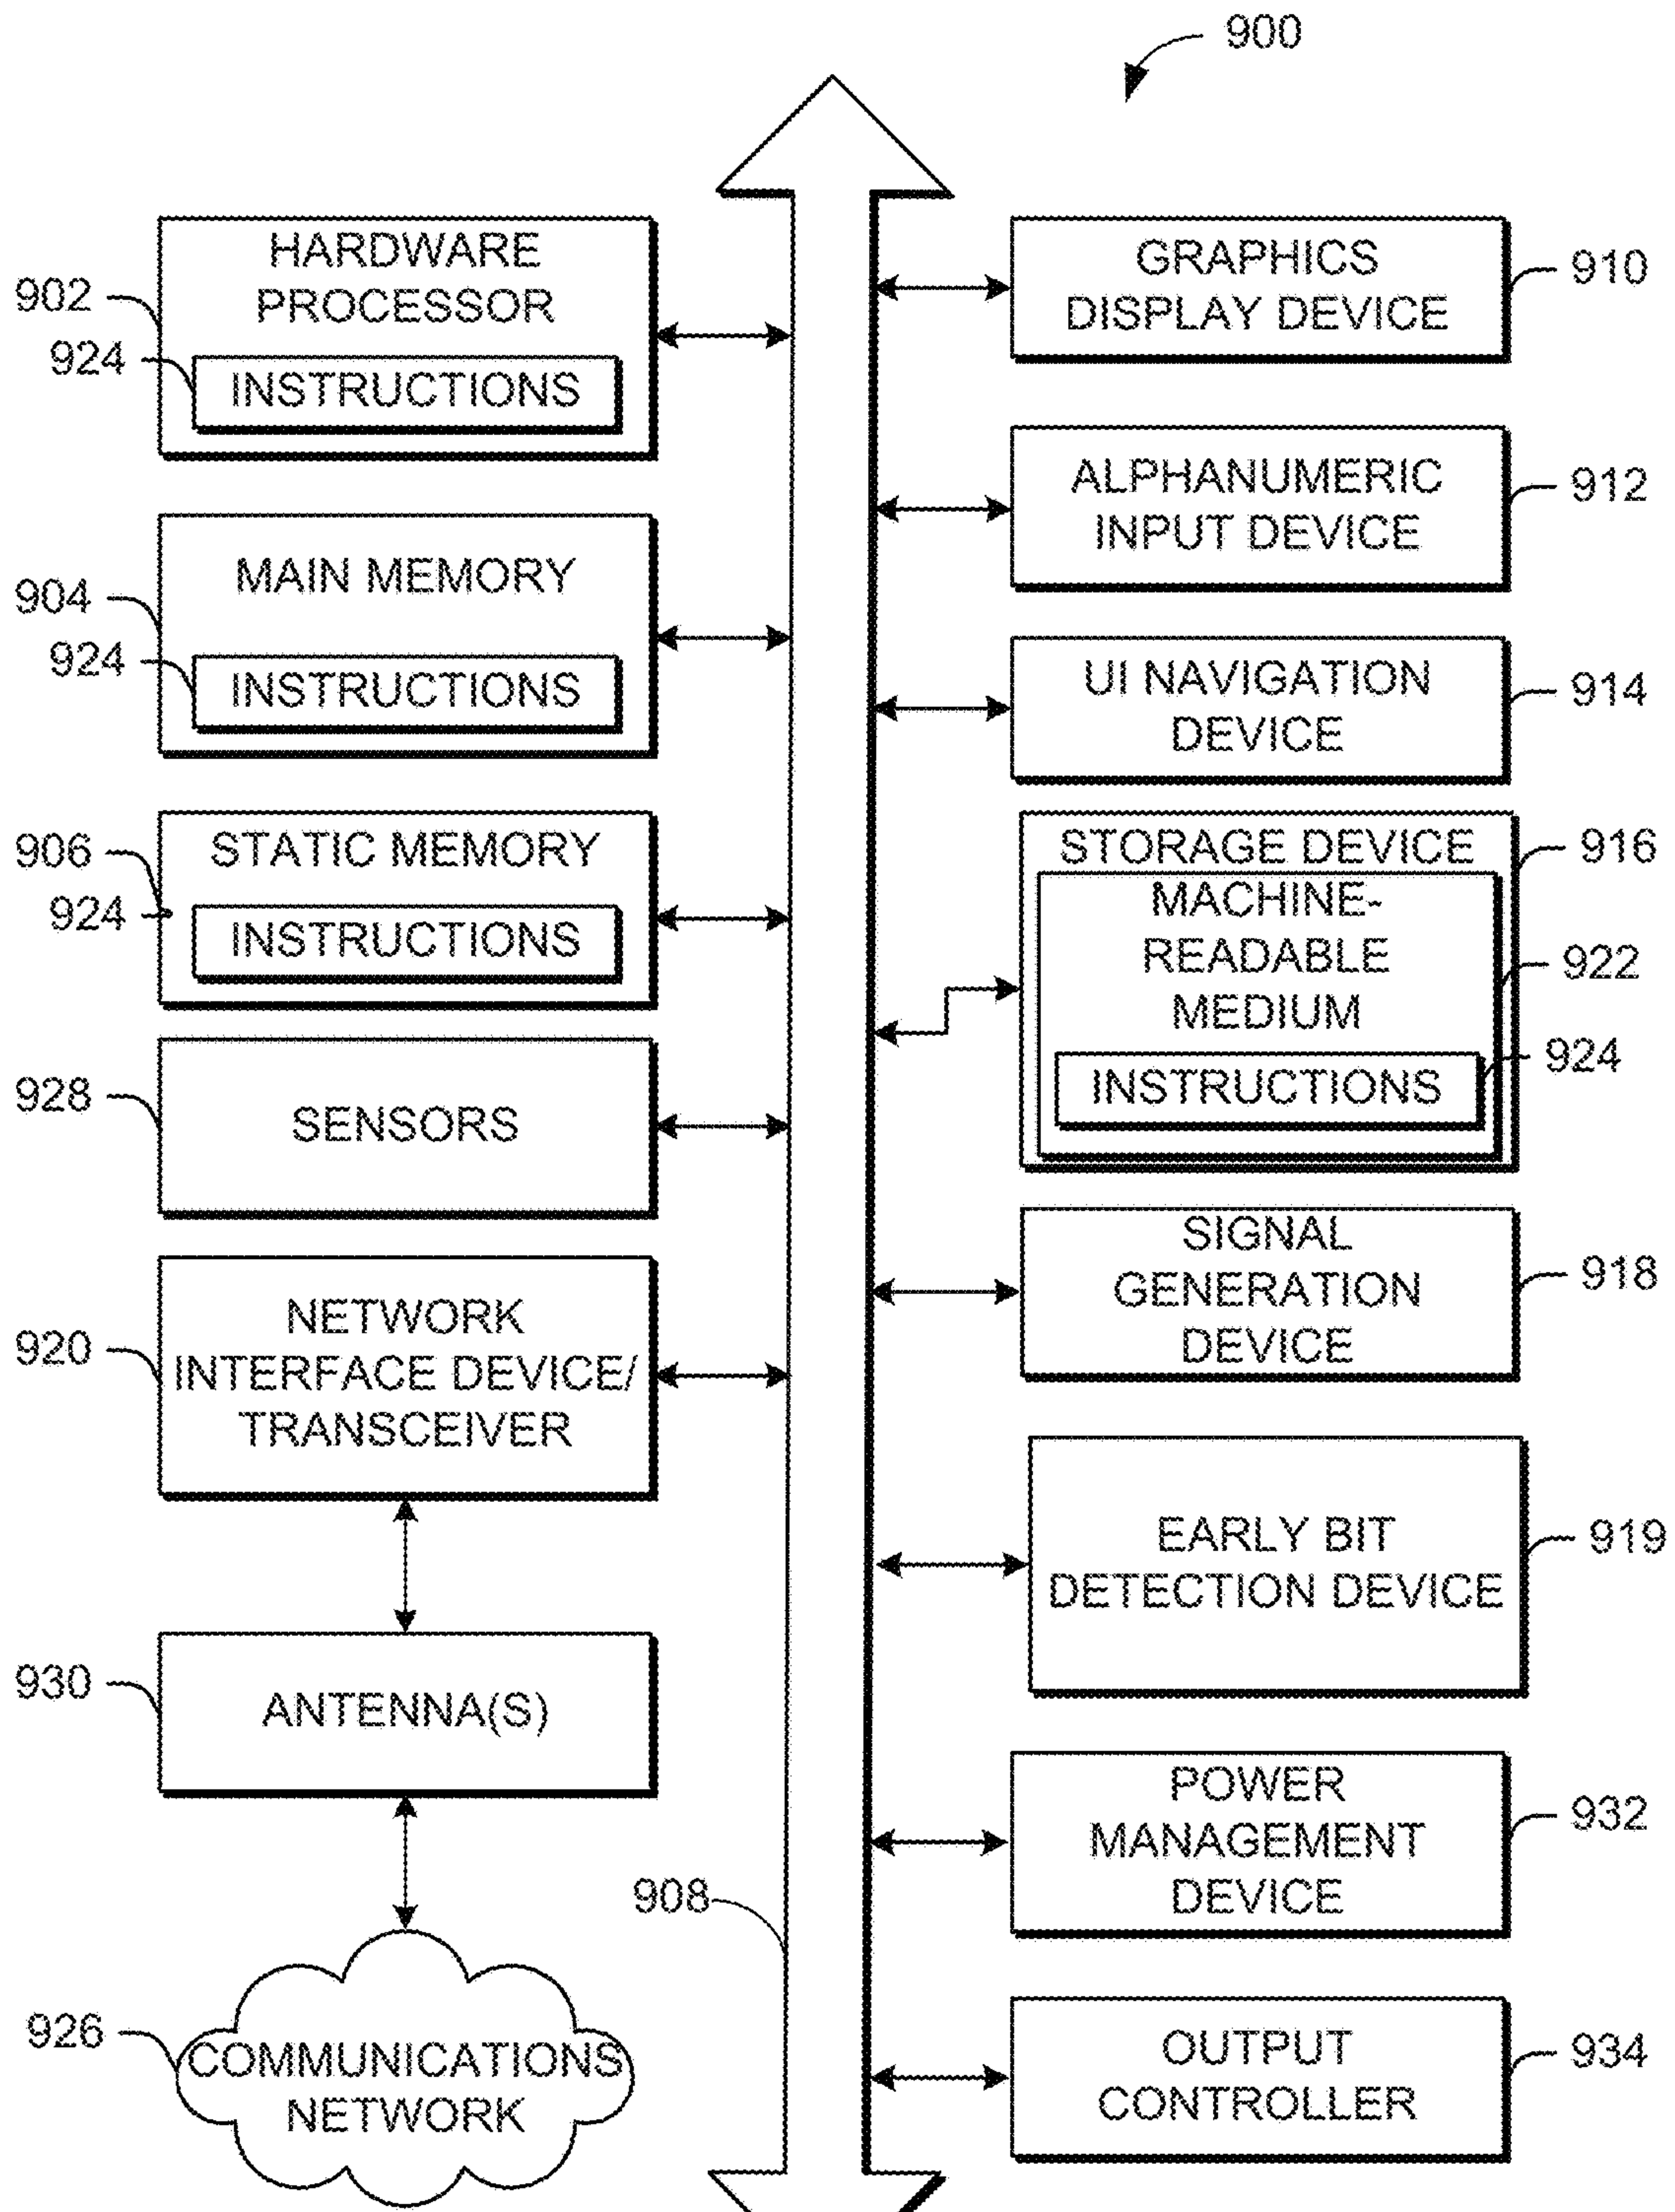 900
902
HARDWARE
PROCESSOR
924
INSTRUCTIONS
904
MAIN MEMORY
924
INSTRUCTIONS
906
STATIC MEMORY
924
INSTRUCTIONS
928
SENSORS
920
NETWORK
INTERFACE DEVICE/
TRANSCEIVER
930
ANTENNA(S)
908
926
COMMUNICATIONS
NETWORK
GRAPHICS
DISPLAY DEVICE
910
ALPHANUMERIC
INPUT DEVICE
912
UI NAVIGATION
DEVICE
914
STORAGE DEVICE
916
MACHINE-
READABLE
MEDIUM
922
INSTRUCTIONS
924
SIGNAL
GENERATION
DEVICE
918
EARLY BIT
DETECTION DEVICE
919
POWER
MANAGEMENT
DEVICE
932
OUTPUT
CONTROLLER
934